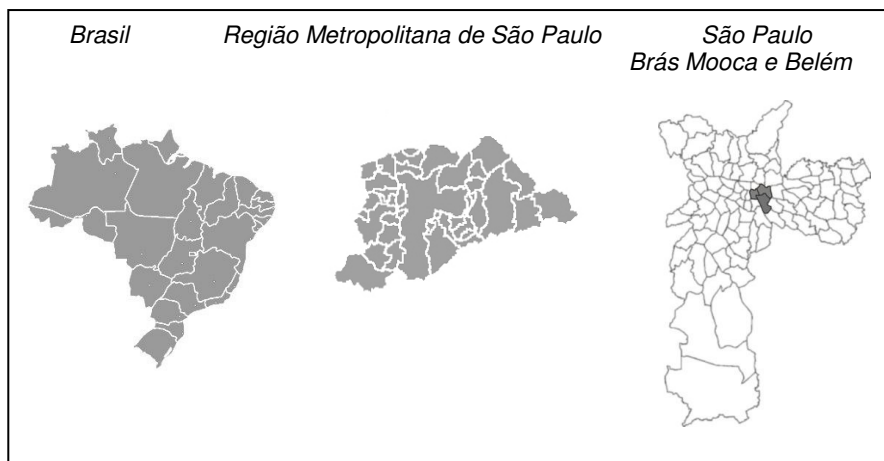 Brasil
Região Metropolitana de São Paulo
São Paulo
Brás Mooca e Belém